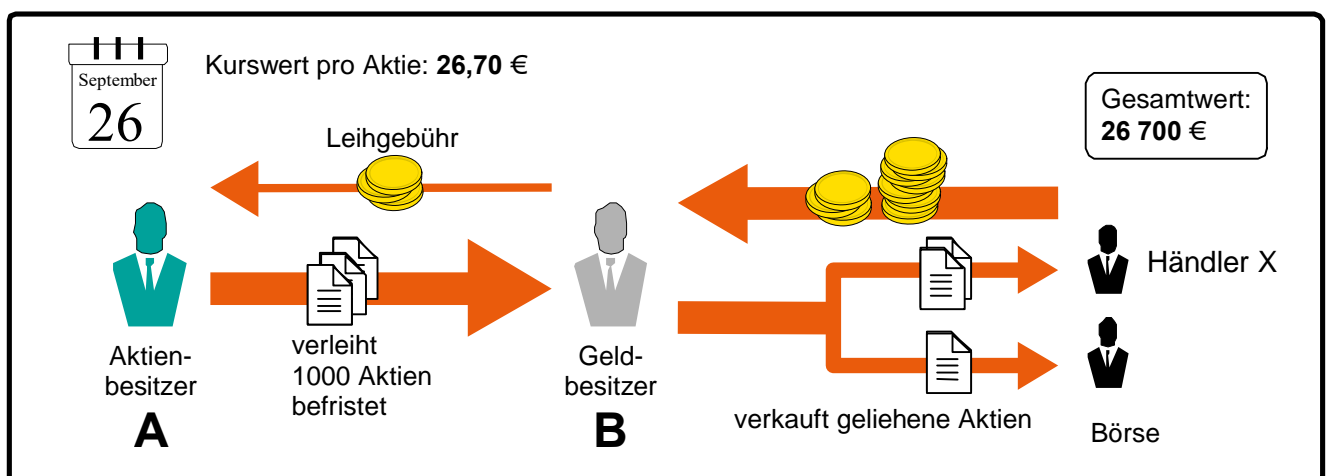 September
26
Kurswert pro Aktie: 26,70 €
Gesamtwert:
26 700 €
Leihgebühr
Händler X
Aktien-
besitzer
A
verleiht
1000 Aktien
befristet
Geld-
besitzer
B
verkauft geliehene Aktien
Börse